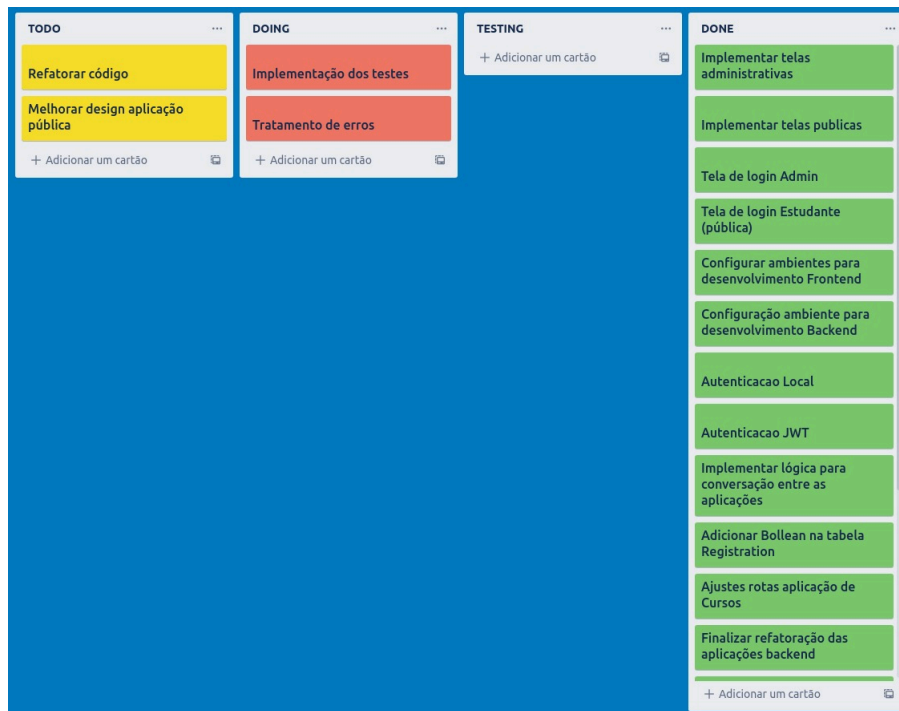 TODO
Refatorar código
Melhorar design aplicação
pública
+ Adicionar um cartão
DOING
Implementação dos testes
Tratamento de erros
+ Adicionar um cartão
TESTING
+ Adicionar um cartão
DONE
Implementar telas
administrativas
Implementar telas publicas
Tela de login Admin
Tela de login Estudante
(pública)
Configurar ambientes para
desenvolvimento Frontend
Configuração ambiente para
desenvolvimento Backend
Autenticacao Local
Autenticacao JWT
Implementar lógica para
conversação entre as
aplicações
Adicionar Bollean na tabela
Registration
Ajustes rotas aplicação de
Cursos
Finalizar refatoração das
aplicações backend
+ Adicionar um cartão